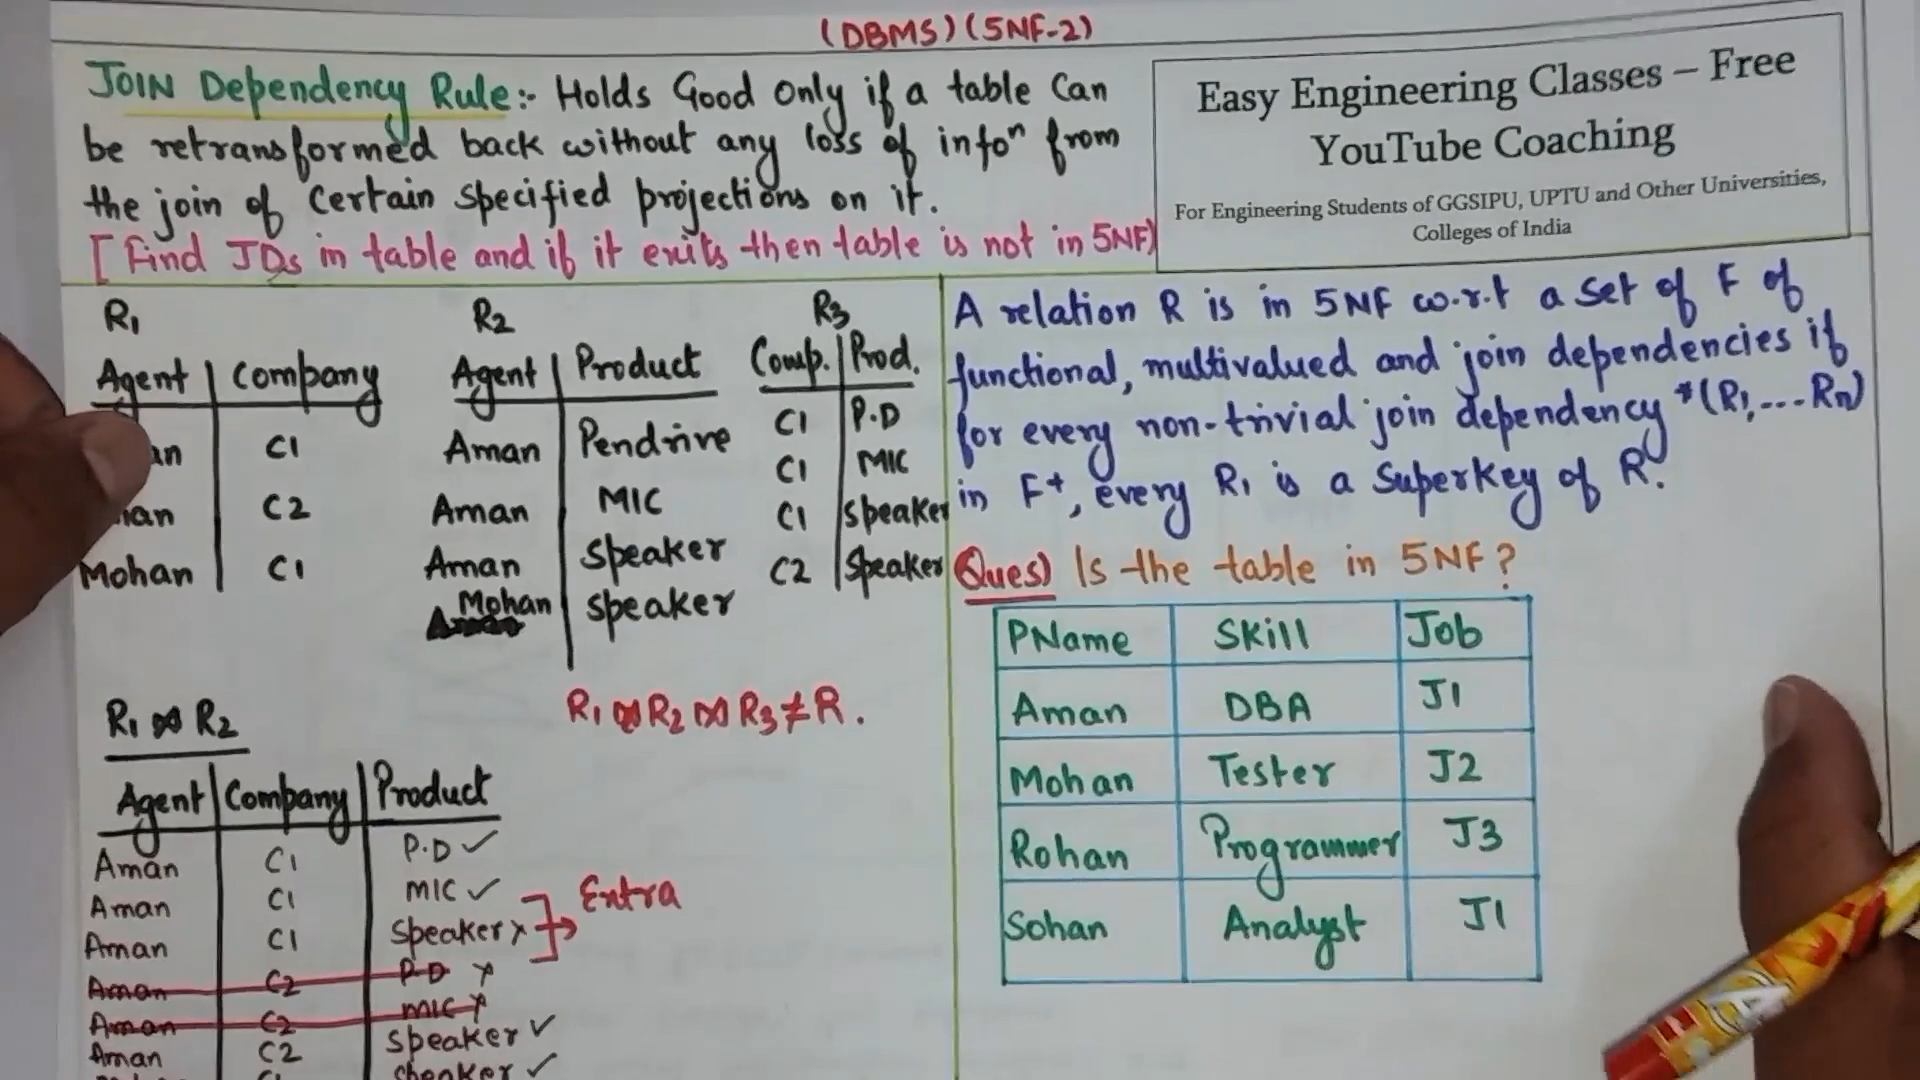 (DBMS) (5NF-2)
JOIN Dependency Rule:- Holds Good Only if a table Can
be retransformed back without any loss of infoⁿ from
the join of Certain Specified projections on it.
[Find JDs in table and if it exits then table is not in 5NF)
Easy Engineering Classes – Free
YouTube Coaching
For Engineering Students of GGSIPU, UPTU and Other Universities,
Colleges of India
R1
Agent Company
an C1
C2
Mohan C1
R2
Agent Product
Aman Pendrive
Aman MIC
Aman Speaker
Mohan Speaker
R3
Comp. Prod.
C1 P.D
C1 MIC
C1 Speaker
C2 Speaker
R1 ⋈ R2 ⋈ R3 ≠ R.
R1 ⋈ R2
Agent Company Product
Aman C1 P.D ✓
Aman C1 MIC ✓
Aman C1 Speaker x
Extra
Aman C2 P.D x
Aman C2 MIC x
Aman C2 Speaker ✓
Speaker ✓
A relation R is in 5NF w.r.t a set of F of
functional, multivalued and join dependencies if
for every non-trivial join dependency *(R1,...Rn)
in F⁺, every R1 is a Superkey of R.
Ques) Is the table in 5NF?
PName Skill Job
Aman DBA J1
Mohan Tester J2
Rohan Programmer J3
Sohan Analyst J1